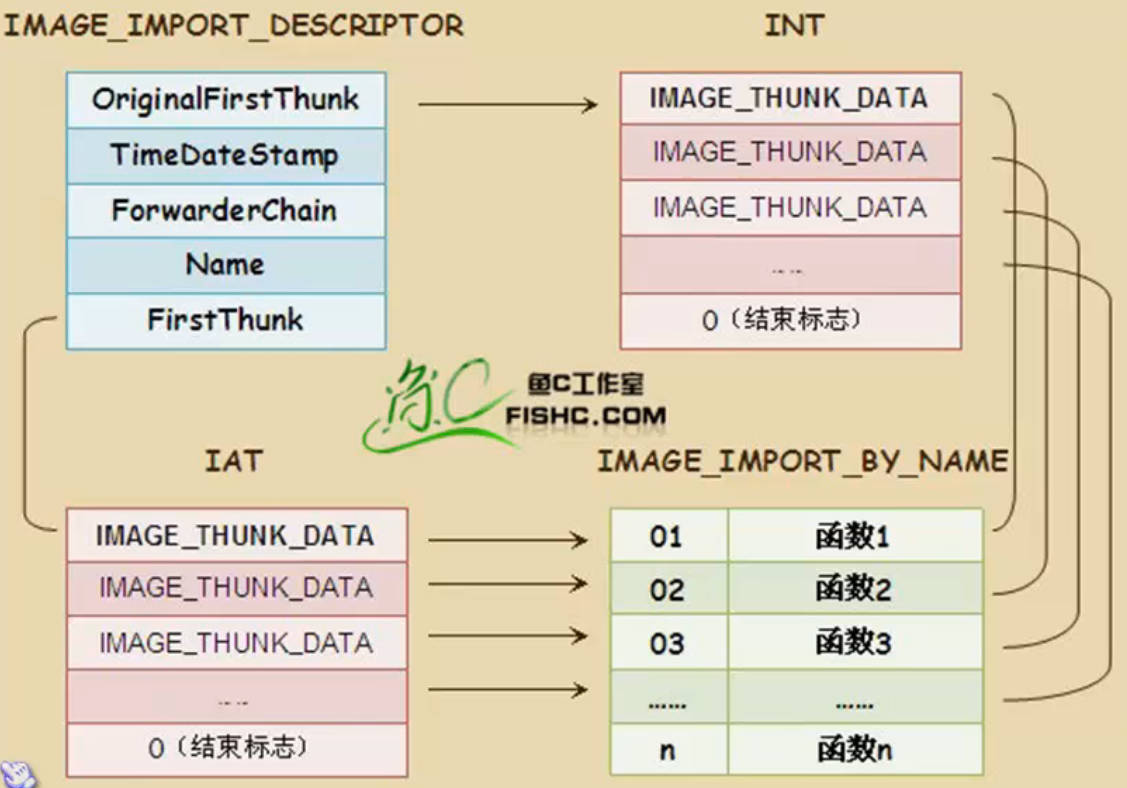 IMAGE_IMPORT_DESCRIPTOR
OriginalFirstThunk
TimeDateStamp
ForwarderChain
Name
FirstThunk
INT
IMAGE_THUNK_DATA
IMAGE_THUNK_DATA
IMAGE_THUNK_DATA
... ...
0（结束标志）
鱼C
鱼C工作室
FISHC.COM
IAT
IMAGE_THUNK_DATA
IMAGE_THUNK_DATA
IMAGE_THUNK_DATA
... ...
0（结束标志）
IMAGE_IMPORT_BY_NAME
01 函数1
02 函数2
03 函数3
…… ……
n 函数n